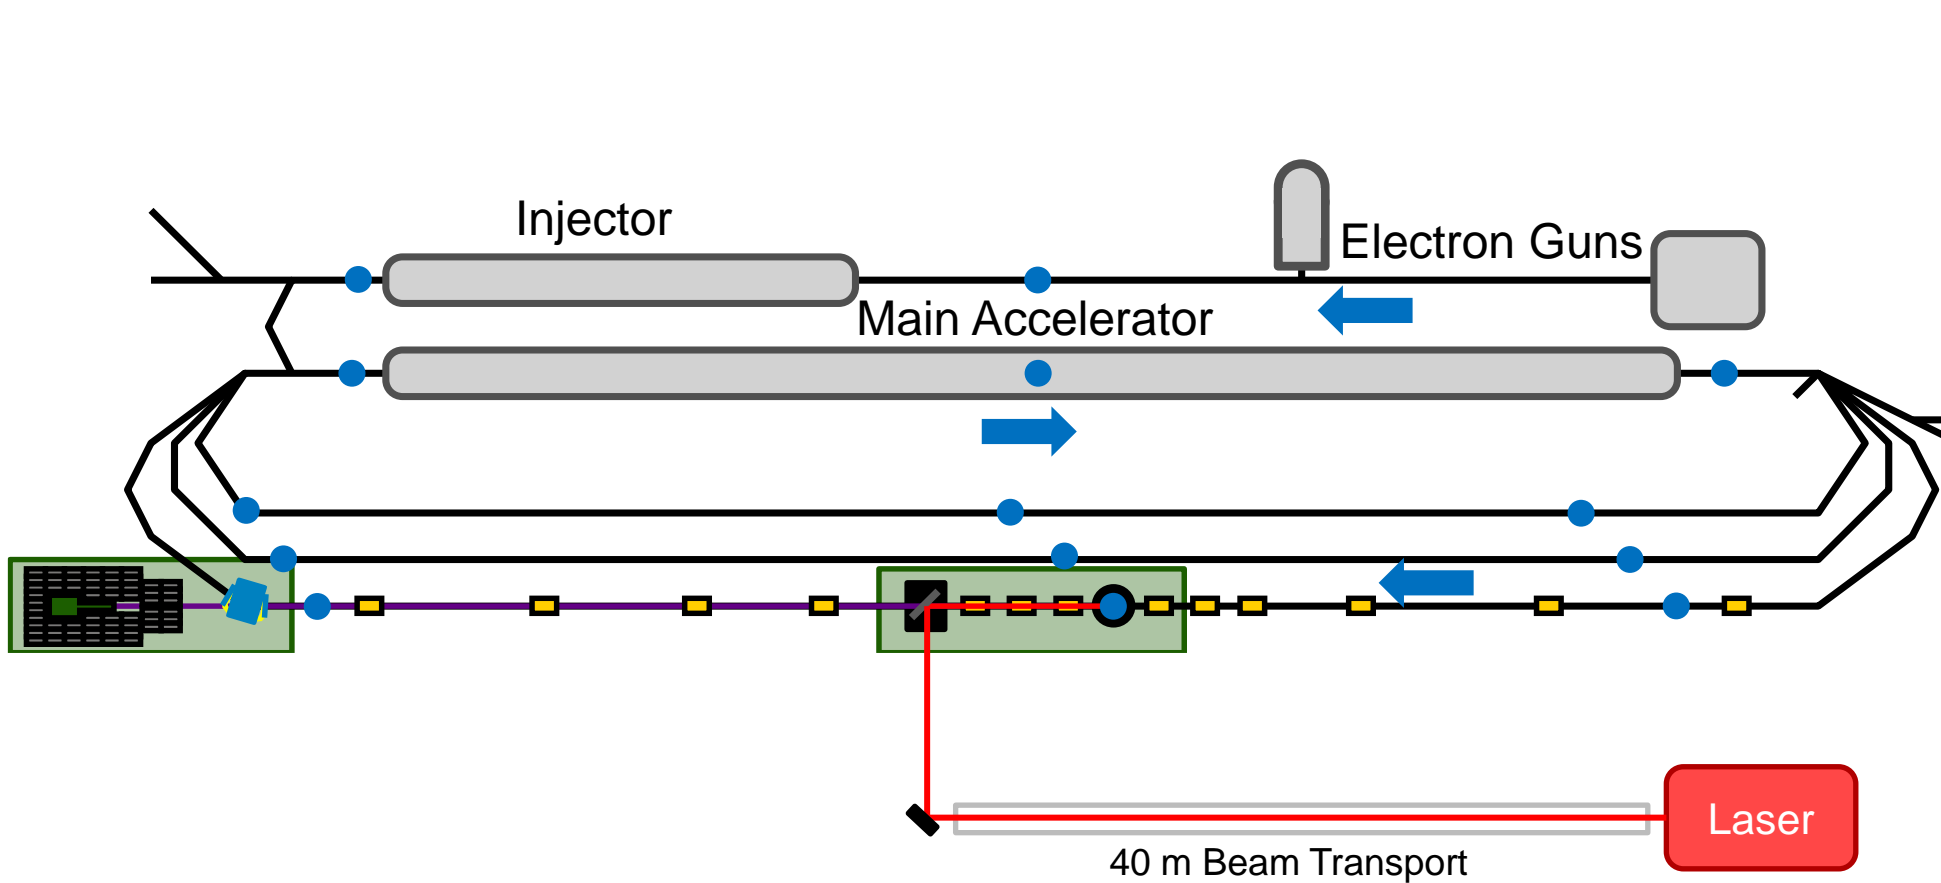 Injector
Electron Guns
Main Accelerator
Laser
40 m Beam Transport